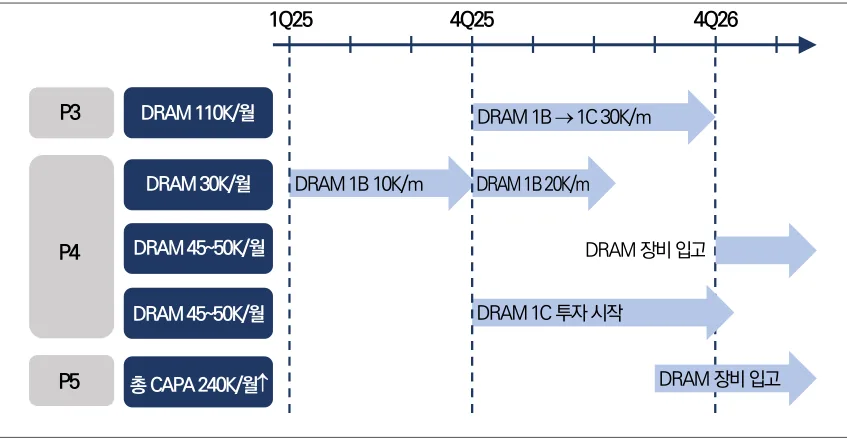 1Q25 4Q25 4Q26
P3 DRAM 110K/월 DRAM 1B → 1C 30K/m
P4
DRAM 30K/월 DRAM 1B 10K/m DRAM 1B 20K/m
DRAM 45~50K/월 DRAM 장비 입고
DRAM 45~50K/월 DRAM 1C 투자 시작
P5 총 CAPA 240K/월↑ DRAM 장비 입고